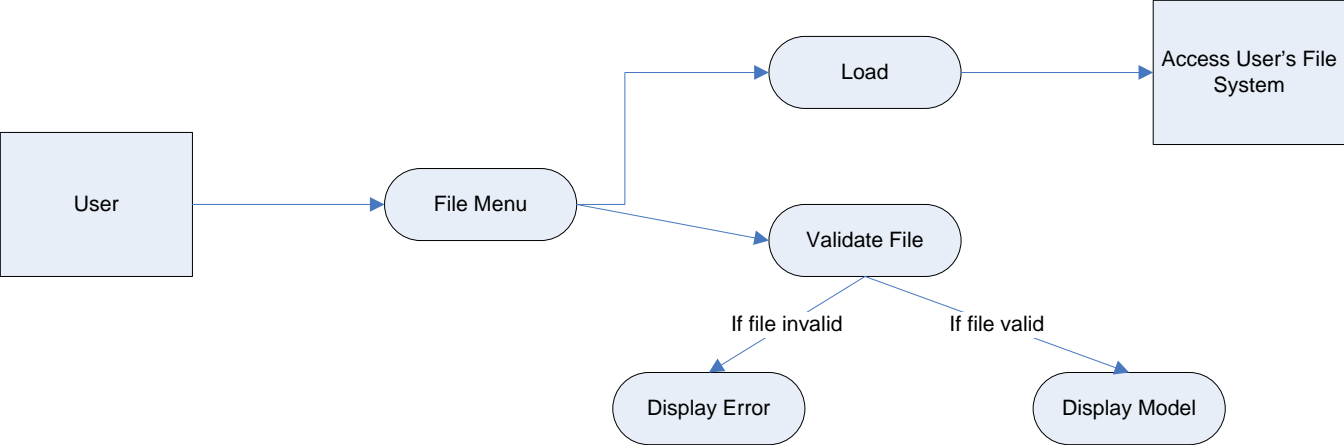 Load
Access User's File
System
User
File Menu
Validate File
If file invalid
If file valid
Display Error
Display Model